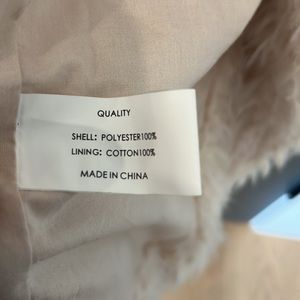 QUALITY
SHELL: POLYESTER100%
LINING: COTTON100%
MADE IN CHINA